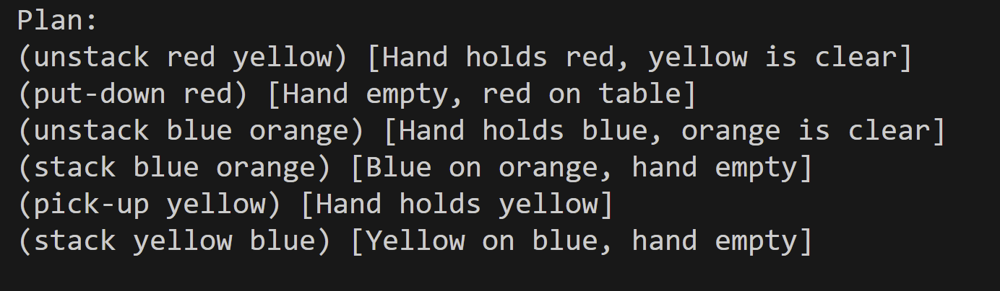 Plan:
(unstack red yellow) [Hand holds red, yellow is clear]
(put-down red) [Hand empty, red on table]
(unstack blue orange) [Hand holds blue, orange is clear]
(stack blue orange) [Blue on orange, hand empty]
(pick-up yellow) [Hand holds yellow]
(stack yellow blue) [Yellow on blue, hand empty]